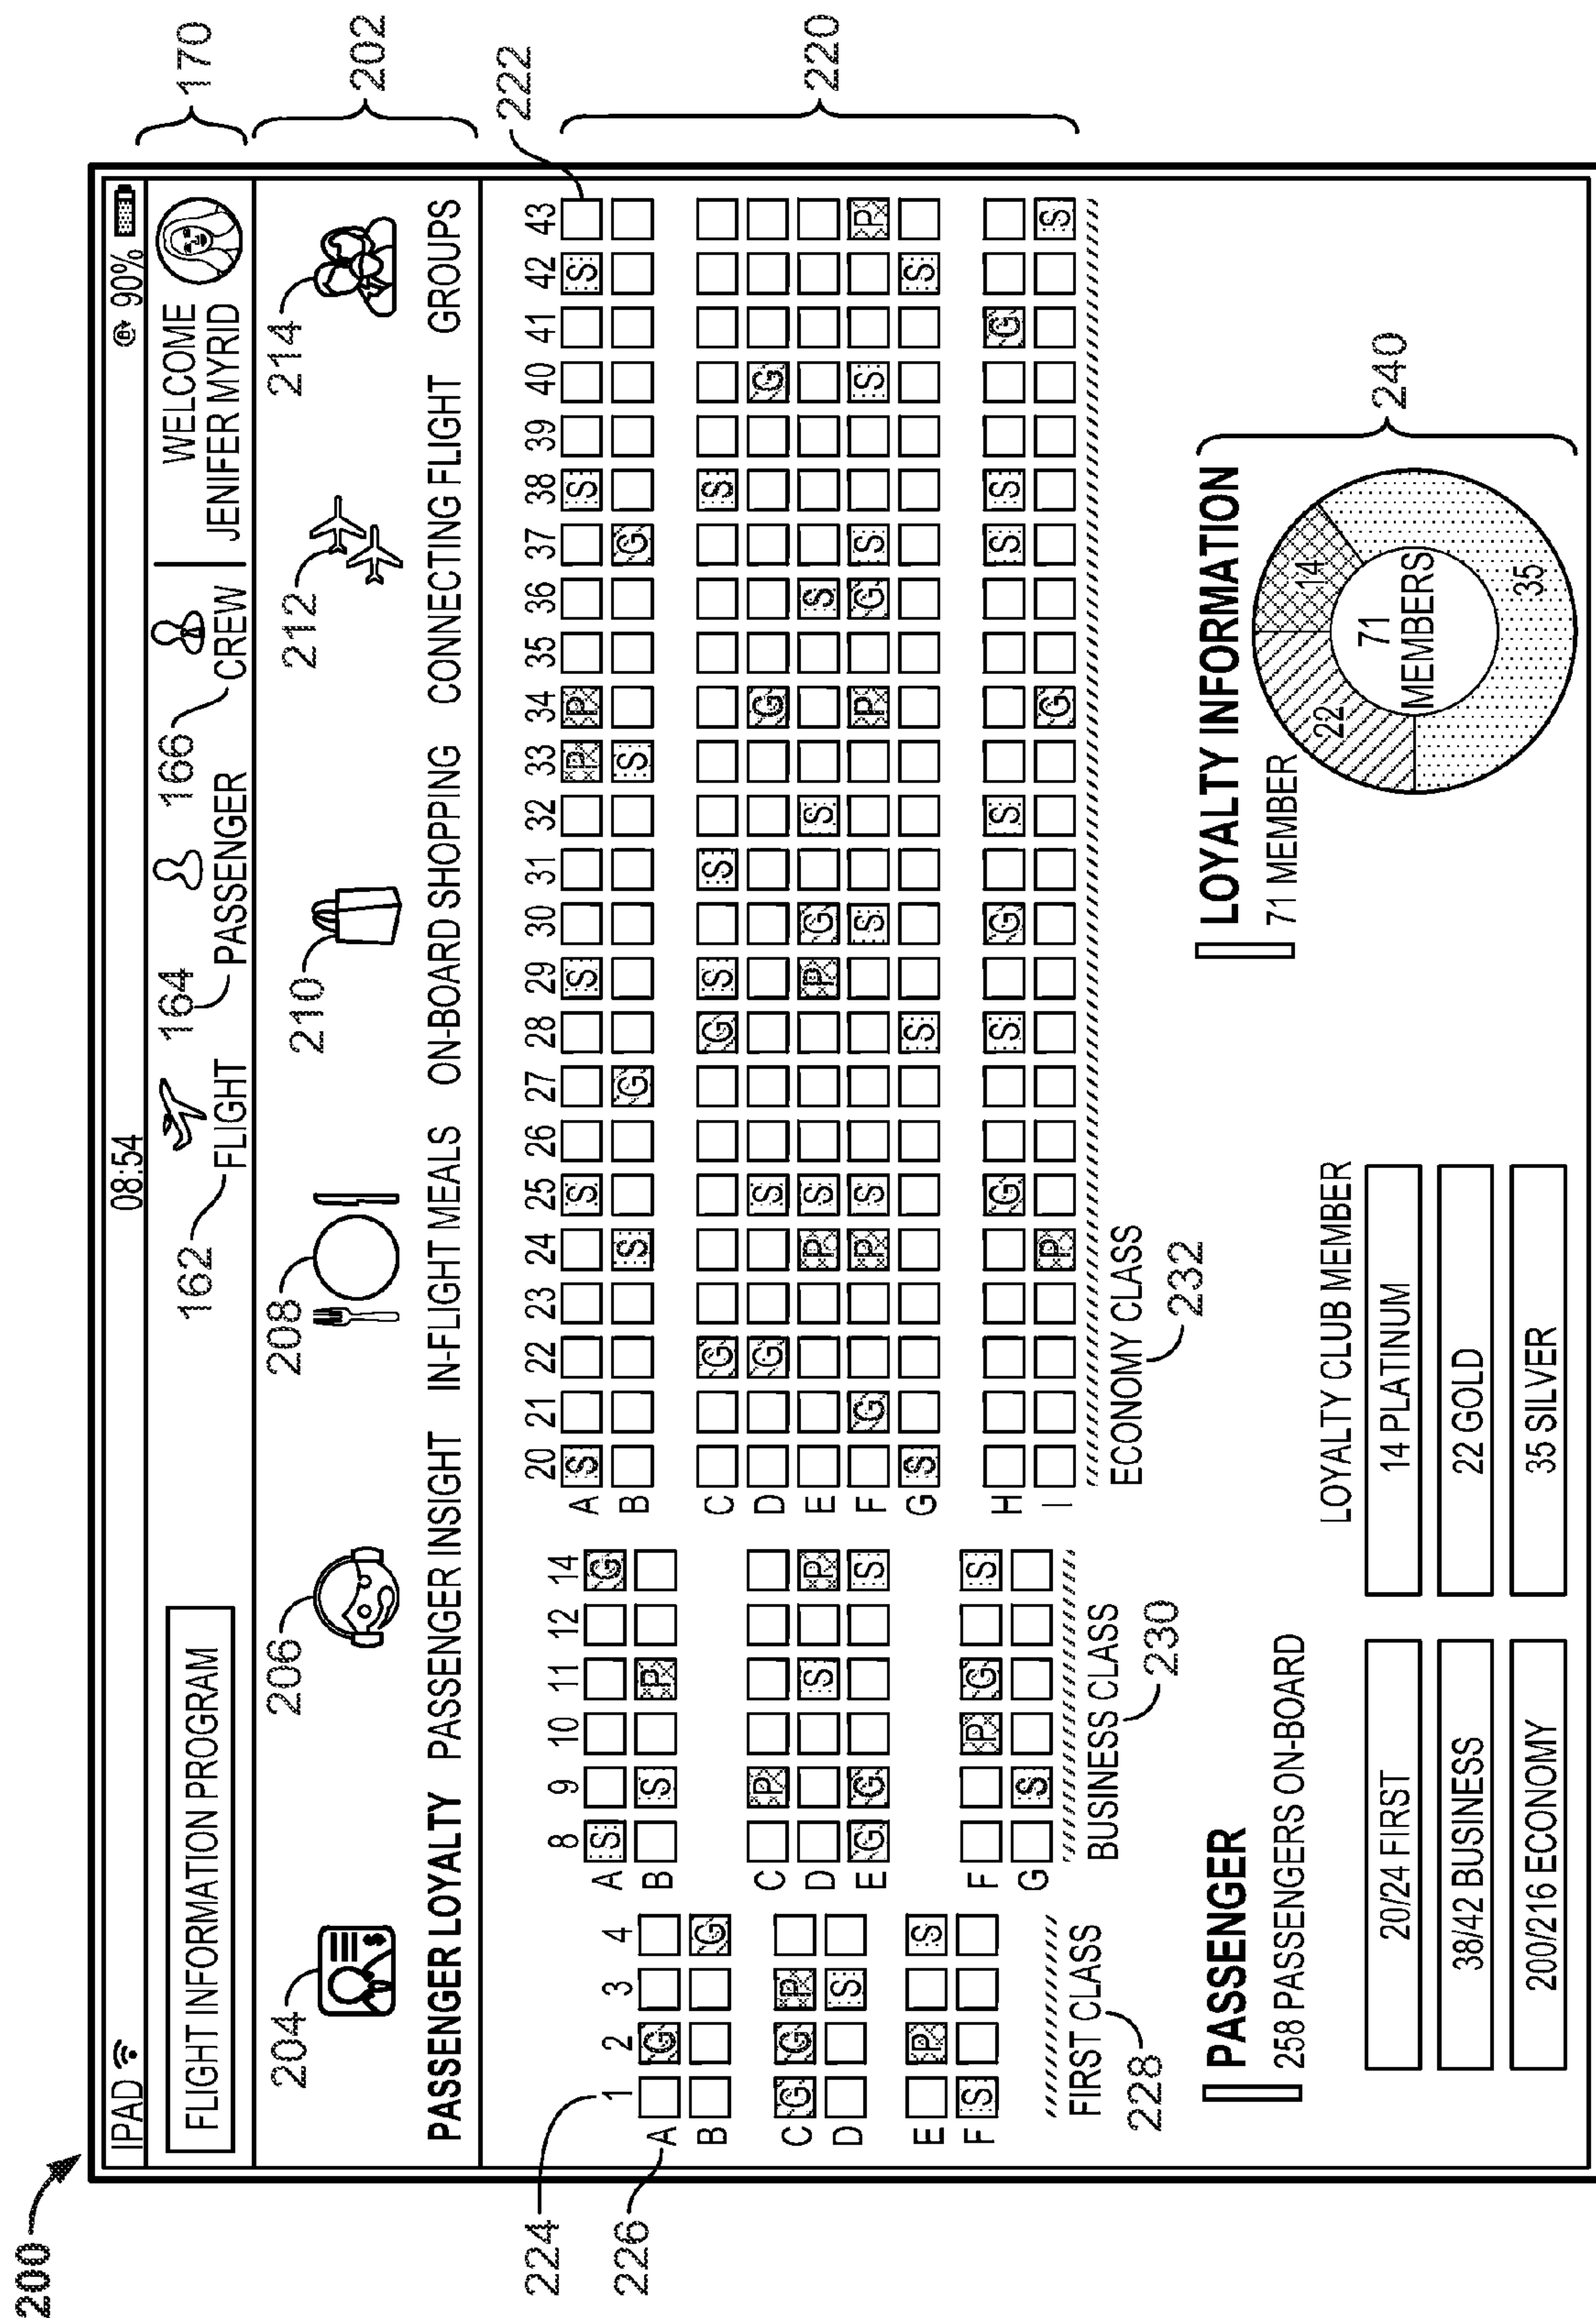 200
IPAD 08:54 90%
170
FLIGHT INFORMATION PROGRAM
162 FLIGHT
164 PASSENGER
166 CREW
WELCOME
JENIFER MYRID
202
204 206 208 210 212 214
PASSENGER LOYALTY PASSENGER INSIGHT IN-FLIGHT MEALS ON-BOARD SHOPPING CONNECTING FLIGHT GROUPS
222
220
224
226
1 2 3 4
A G
B G
C G G P
D S
E P S
F S
FIRST CLASS
228
8 9 10 11 12 14
A S G
B S P
C P
D S P
E G G S
F P G S
G S
BUSINESS CLASS
230
20 21 22 23 24 25 26 27 28 29 30 31 32 33 34 35 36 37 38 39 40 41 42 43
A S S S P P S S
B S G S G
C G G S S S
D G S G G
E P S P G S S
F G P S S P G S S P
G S S S
H G S G S S S G
I P G S
ECONOMY CLASS
232
PASSENGER
258 PASSENGERS ON-BOARD
20/24 FIRST
38/42 BUSINESS
200/216 ECONOMY
LOYALTY CLUB MEMBER
14 PLATINUM
22 GOLD
35 SILVER
LOYALTY INFORMATION
71 MEMBER
22
14
71
MEMBERS
35
240